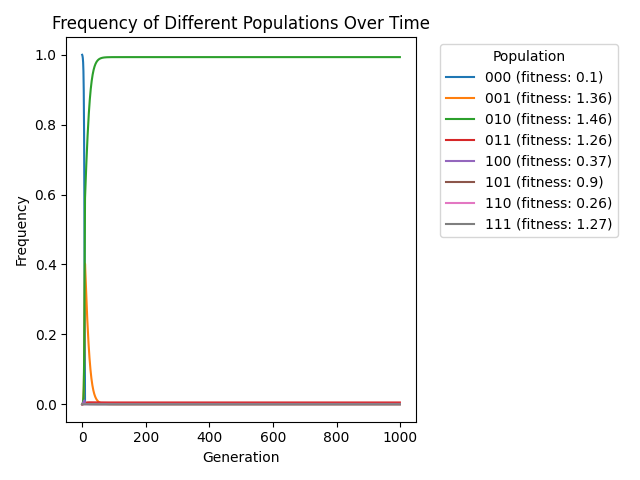 Frequency of Different Populations Over Time
Frequency
1.0
0.8
0.6
0.4
0.2
0.0
0 200 400 600 800 1000
Generation
Population
000 (fitness: 0.1)
001 (fitness: 1.36)
010 (fitness: 1.46)
011 (fitness: 1.26)
100 (fitness: 0.37)
101 (fitness: 0.9)
110 (fitness: 0.26)
111 (fitness: 1.27)